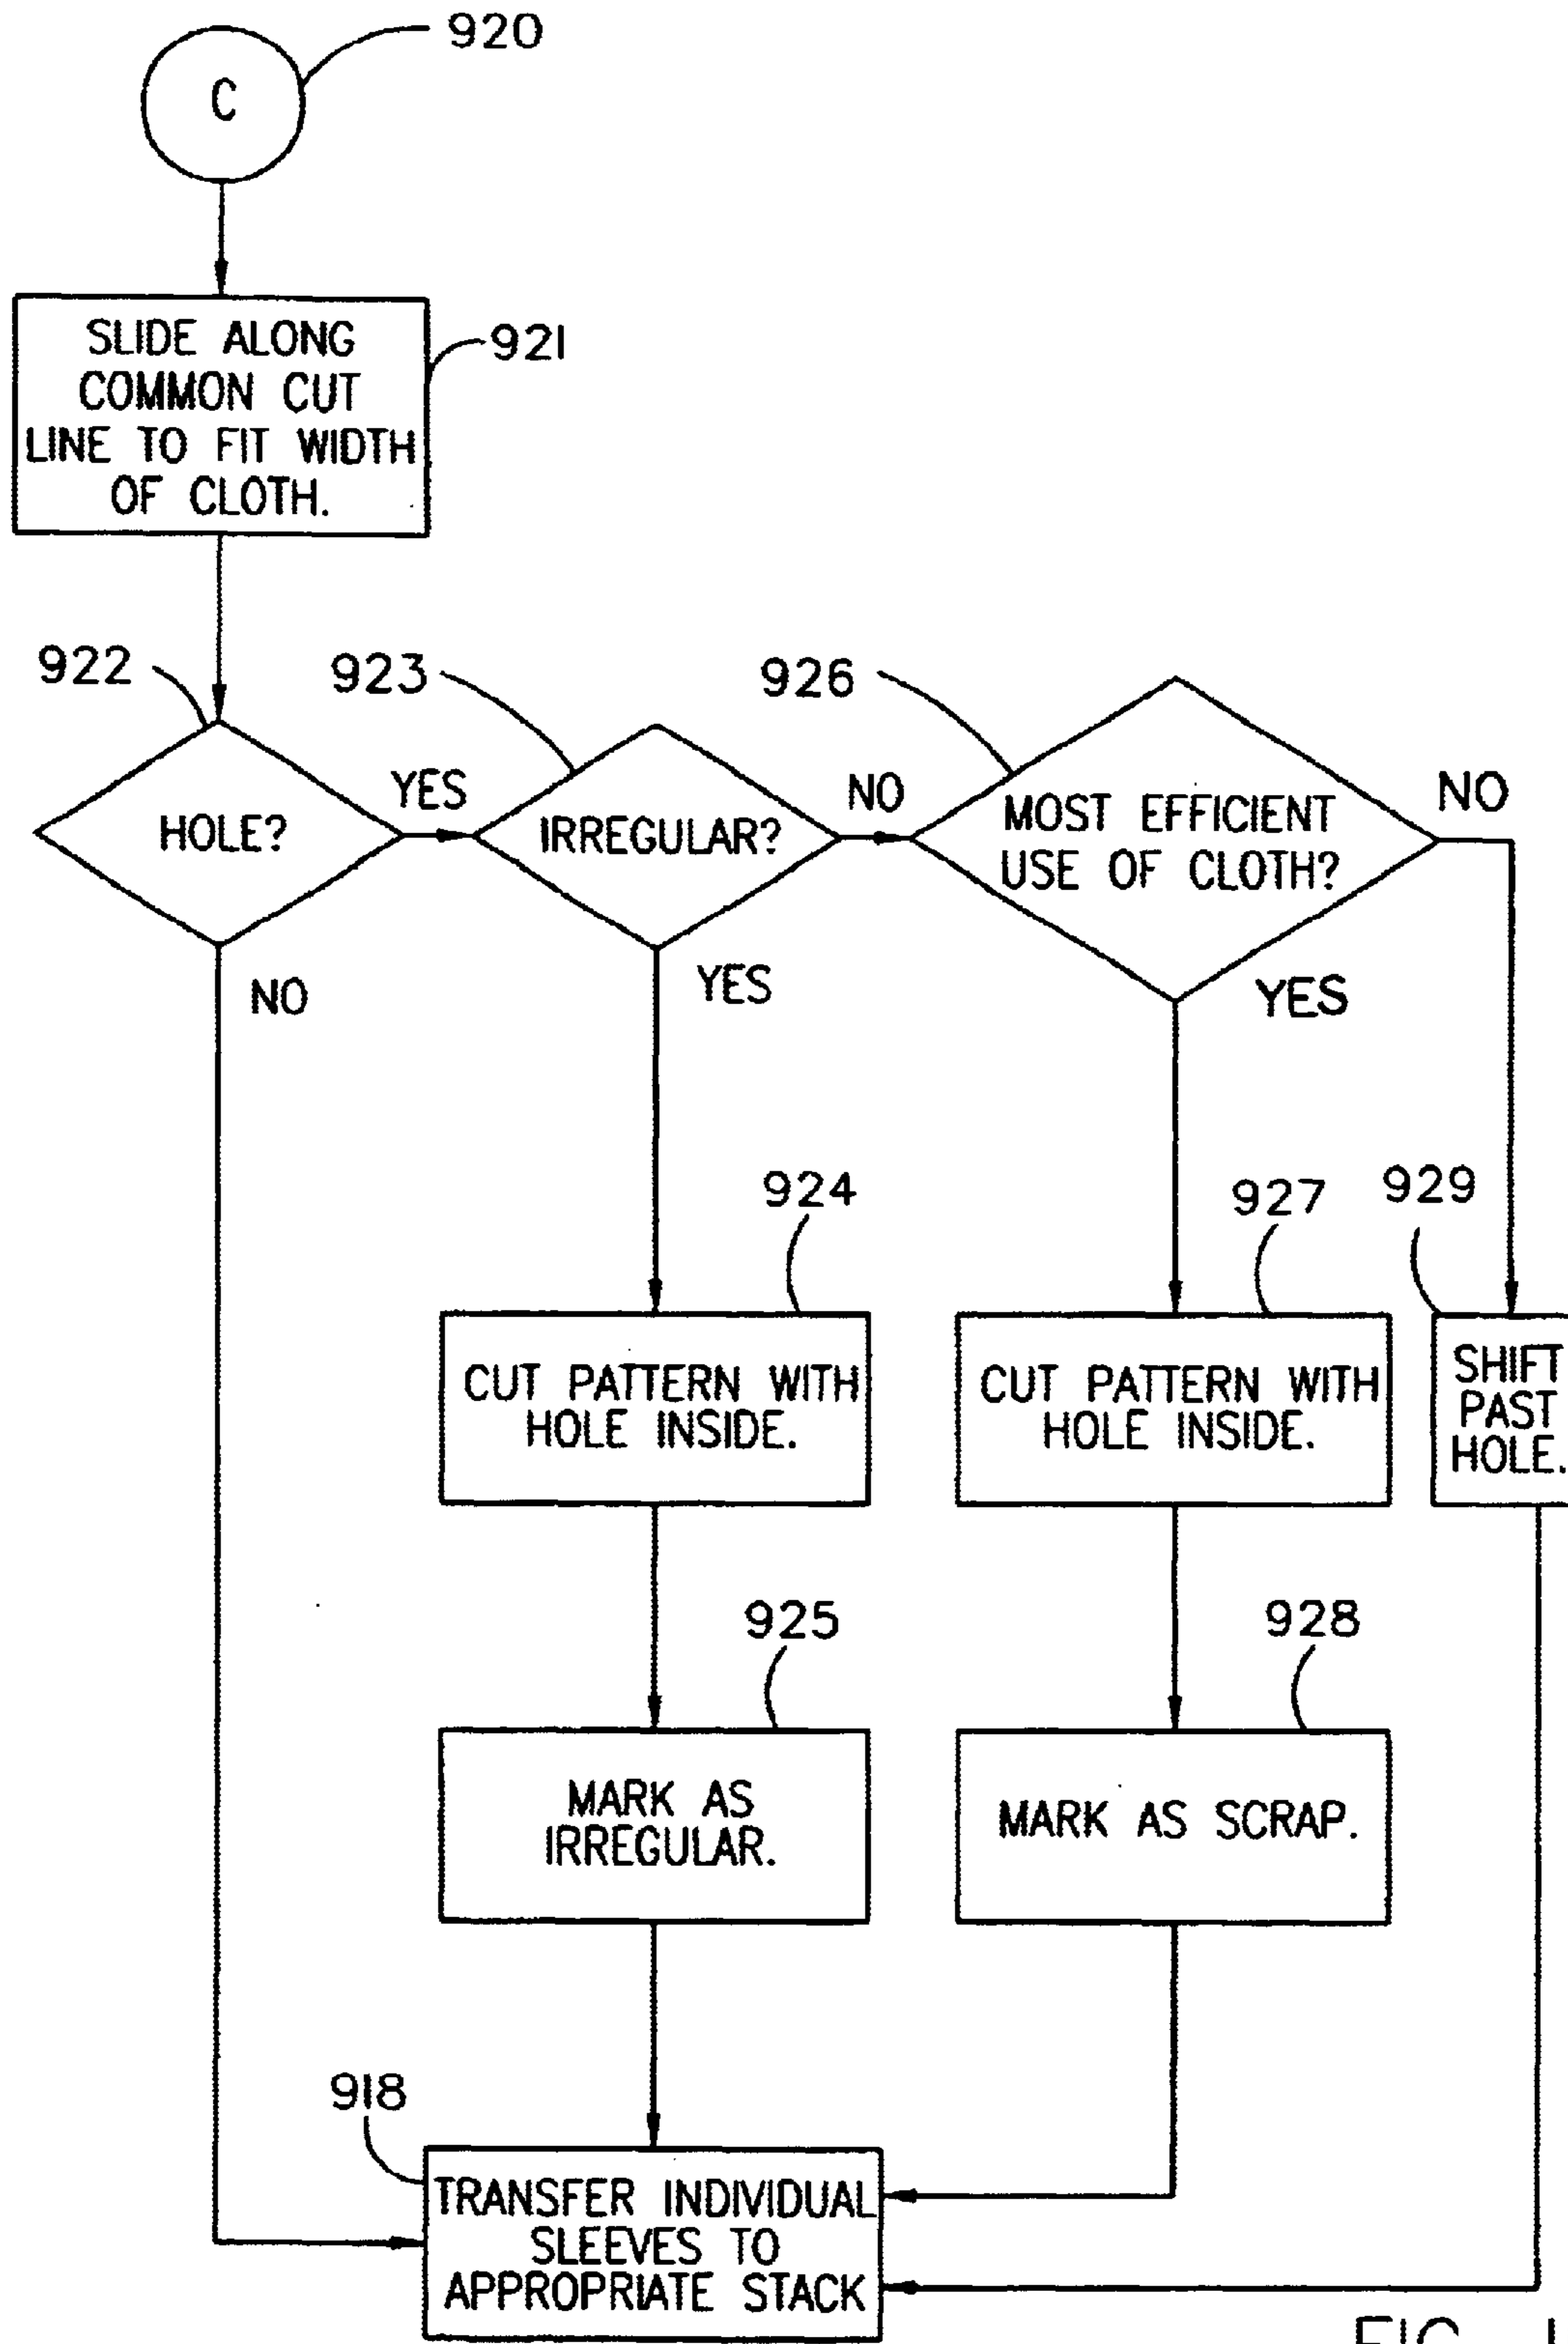 920
C
SLIDE ALONG
COMMON CUT
LINE TO FIT WIDTH
OF CLOTH.
921
922
923
926
HOLE?
YES
IRREGULAR?
NO
MOST EFFICIENT
USE OF CLOTH?
NO
NO
YES
YES
924
927
929
CUT PATTERN WITH
HOLE INSIDE.
CUT PATTERN WITH
HOLE INSIDE.
SHIFT
PAST
HOLE.
925
928
MARK AS
IRREGULAR.
MARK AS SCRAP.
918
TRANSFER INDIVIDUAL
SLEEVES TO
APPROPRIATE STACK